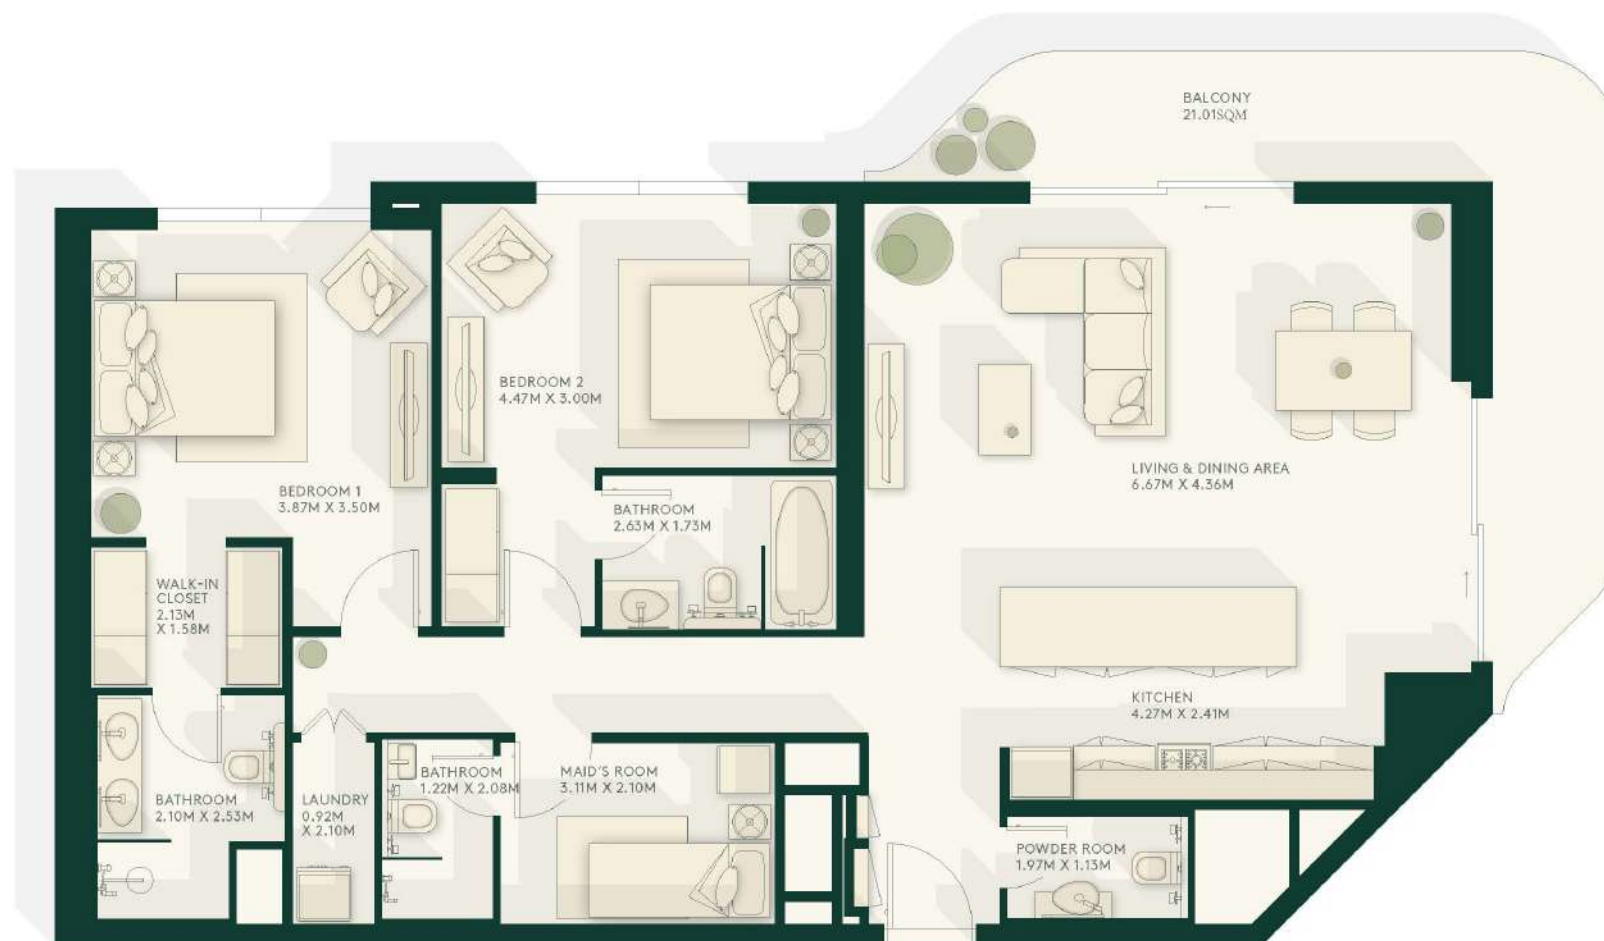 BALCONY
21.01SQM
BEDROOM 2
4.47M X 3.00M
LIVING & DINING AREA
6.67M X 4.36M
BEDROOM 1
3.87M X 3.50M
BATHROOM
2.63M X 1.73M
WALK-IN
CLOSET
2.13M
X 1.58M
KITCHEN
4.27M X 2.41M
BATHROOM
2.10M X 2.53M
LAUNDRY
0.92M
X 2.10M
BATHROOM
1.22M X 2.08M
MAID'S ROOM
3.11M X 2.10M
POWDER ROOM
1.97M X 1.13M